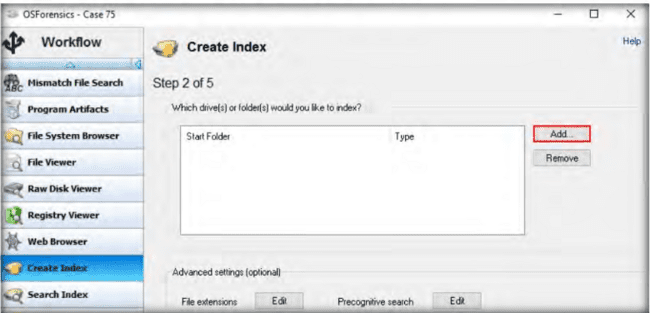 OSForensics - Case 75
Workflow
Create Index
Help
Mismatch File Search
Step 2 of 5
Program Artifacts
Which drive(s) or folder(s) would you like to index?
File System Browser
Start Folder
Type
Add...
File Viewer
Remove
Raw Disk Viewer
Registry Viewer
Web Browser
Create Index
Advanced settings (optional)
Search Index
File extensions
Edit
Precognitive search
Edit